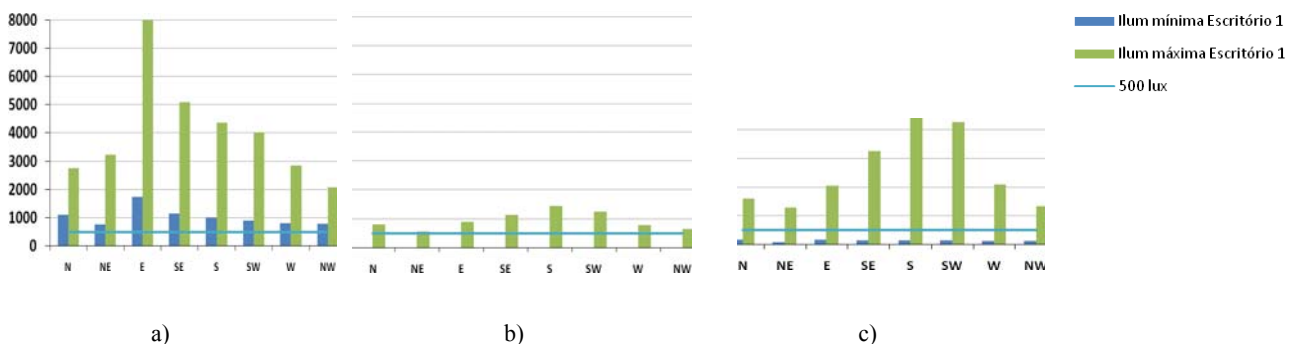 8000
7000
6000
5000
4000
3000
2000
1000
0
N NE E SE S SW W NW
a)
N NE E SE S SW W NW
b)
N NE E SE S SW W NW
c)
Ilum mínima Escritório 1
Ilum máxima Escritório 1
500 lux